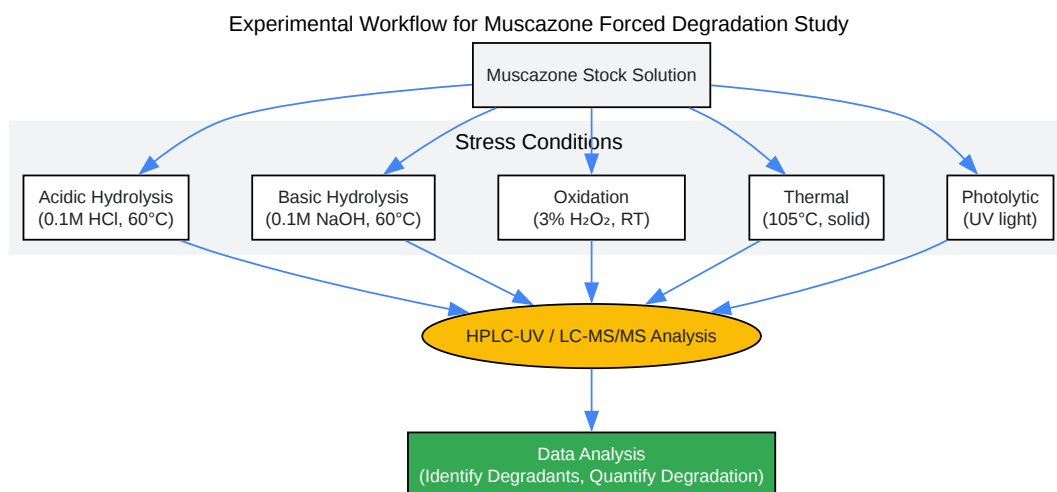 Experimental Workflow for Muscazone Forced Degradation Study
Muscazone Stock Solution
Stress Conditions
Acidic Hydrolysis
(0.1M HCl, 60°C)
Basic Hydrolysis
(0.1M NaOH, 60°C)
Oxidation
(3% H₂O₂, RT)
Thermal
(105°C, solid)
Photolytic
(UV light)
HPLC-UV / LC-MS/MS Analysis
Data Analysis
(Identify Degradants, Quantify Degradation)